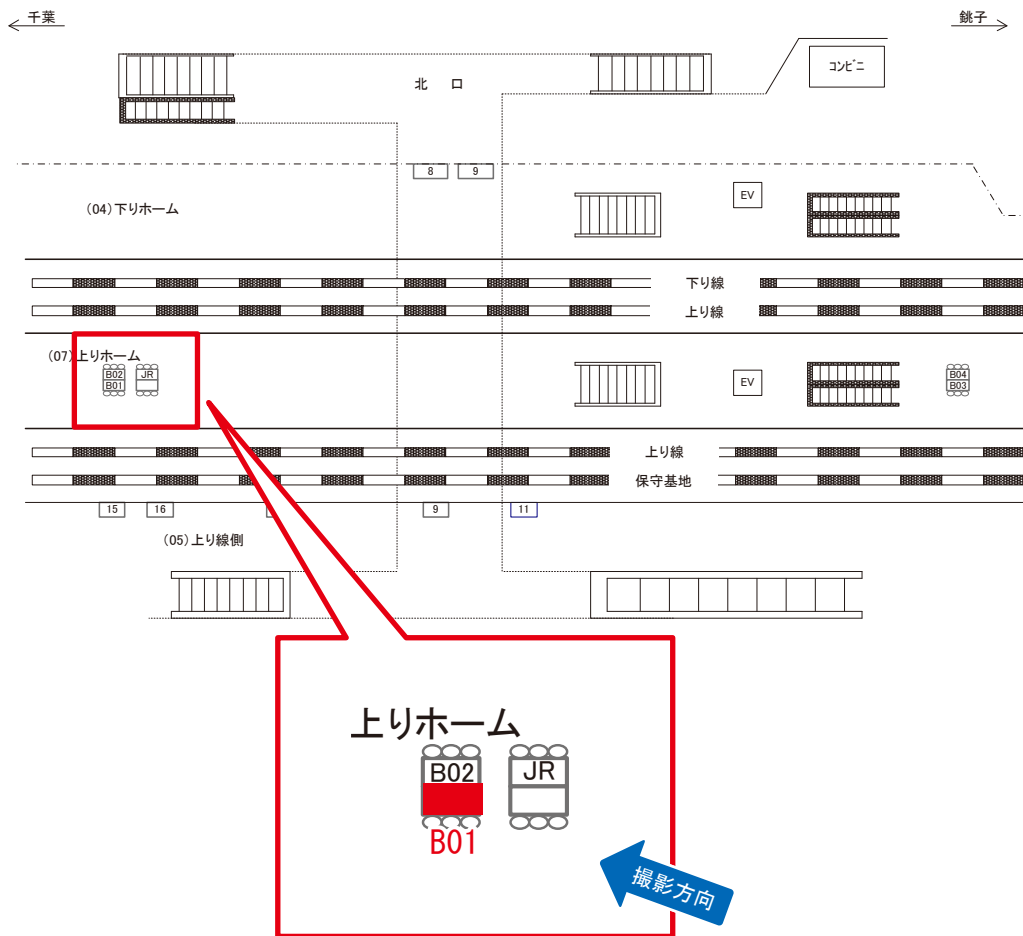 千葉
銚子
コンビニ
北 口
8
9
EV
(04)下りホーム
下り線
上り線
(07)上りホーム
B02
B01
JR
EV
B04
B03
上り線
保守基地
15
16
9
11
(05)上り線側
上りホーム
B02
JR
B01
撮影方向